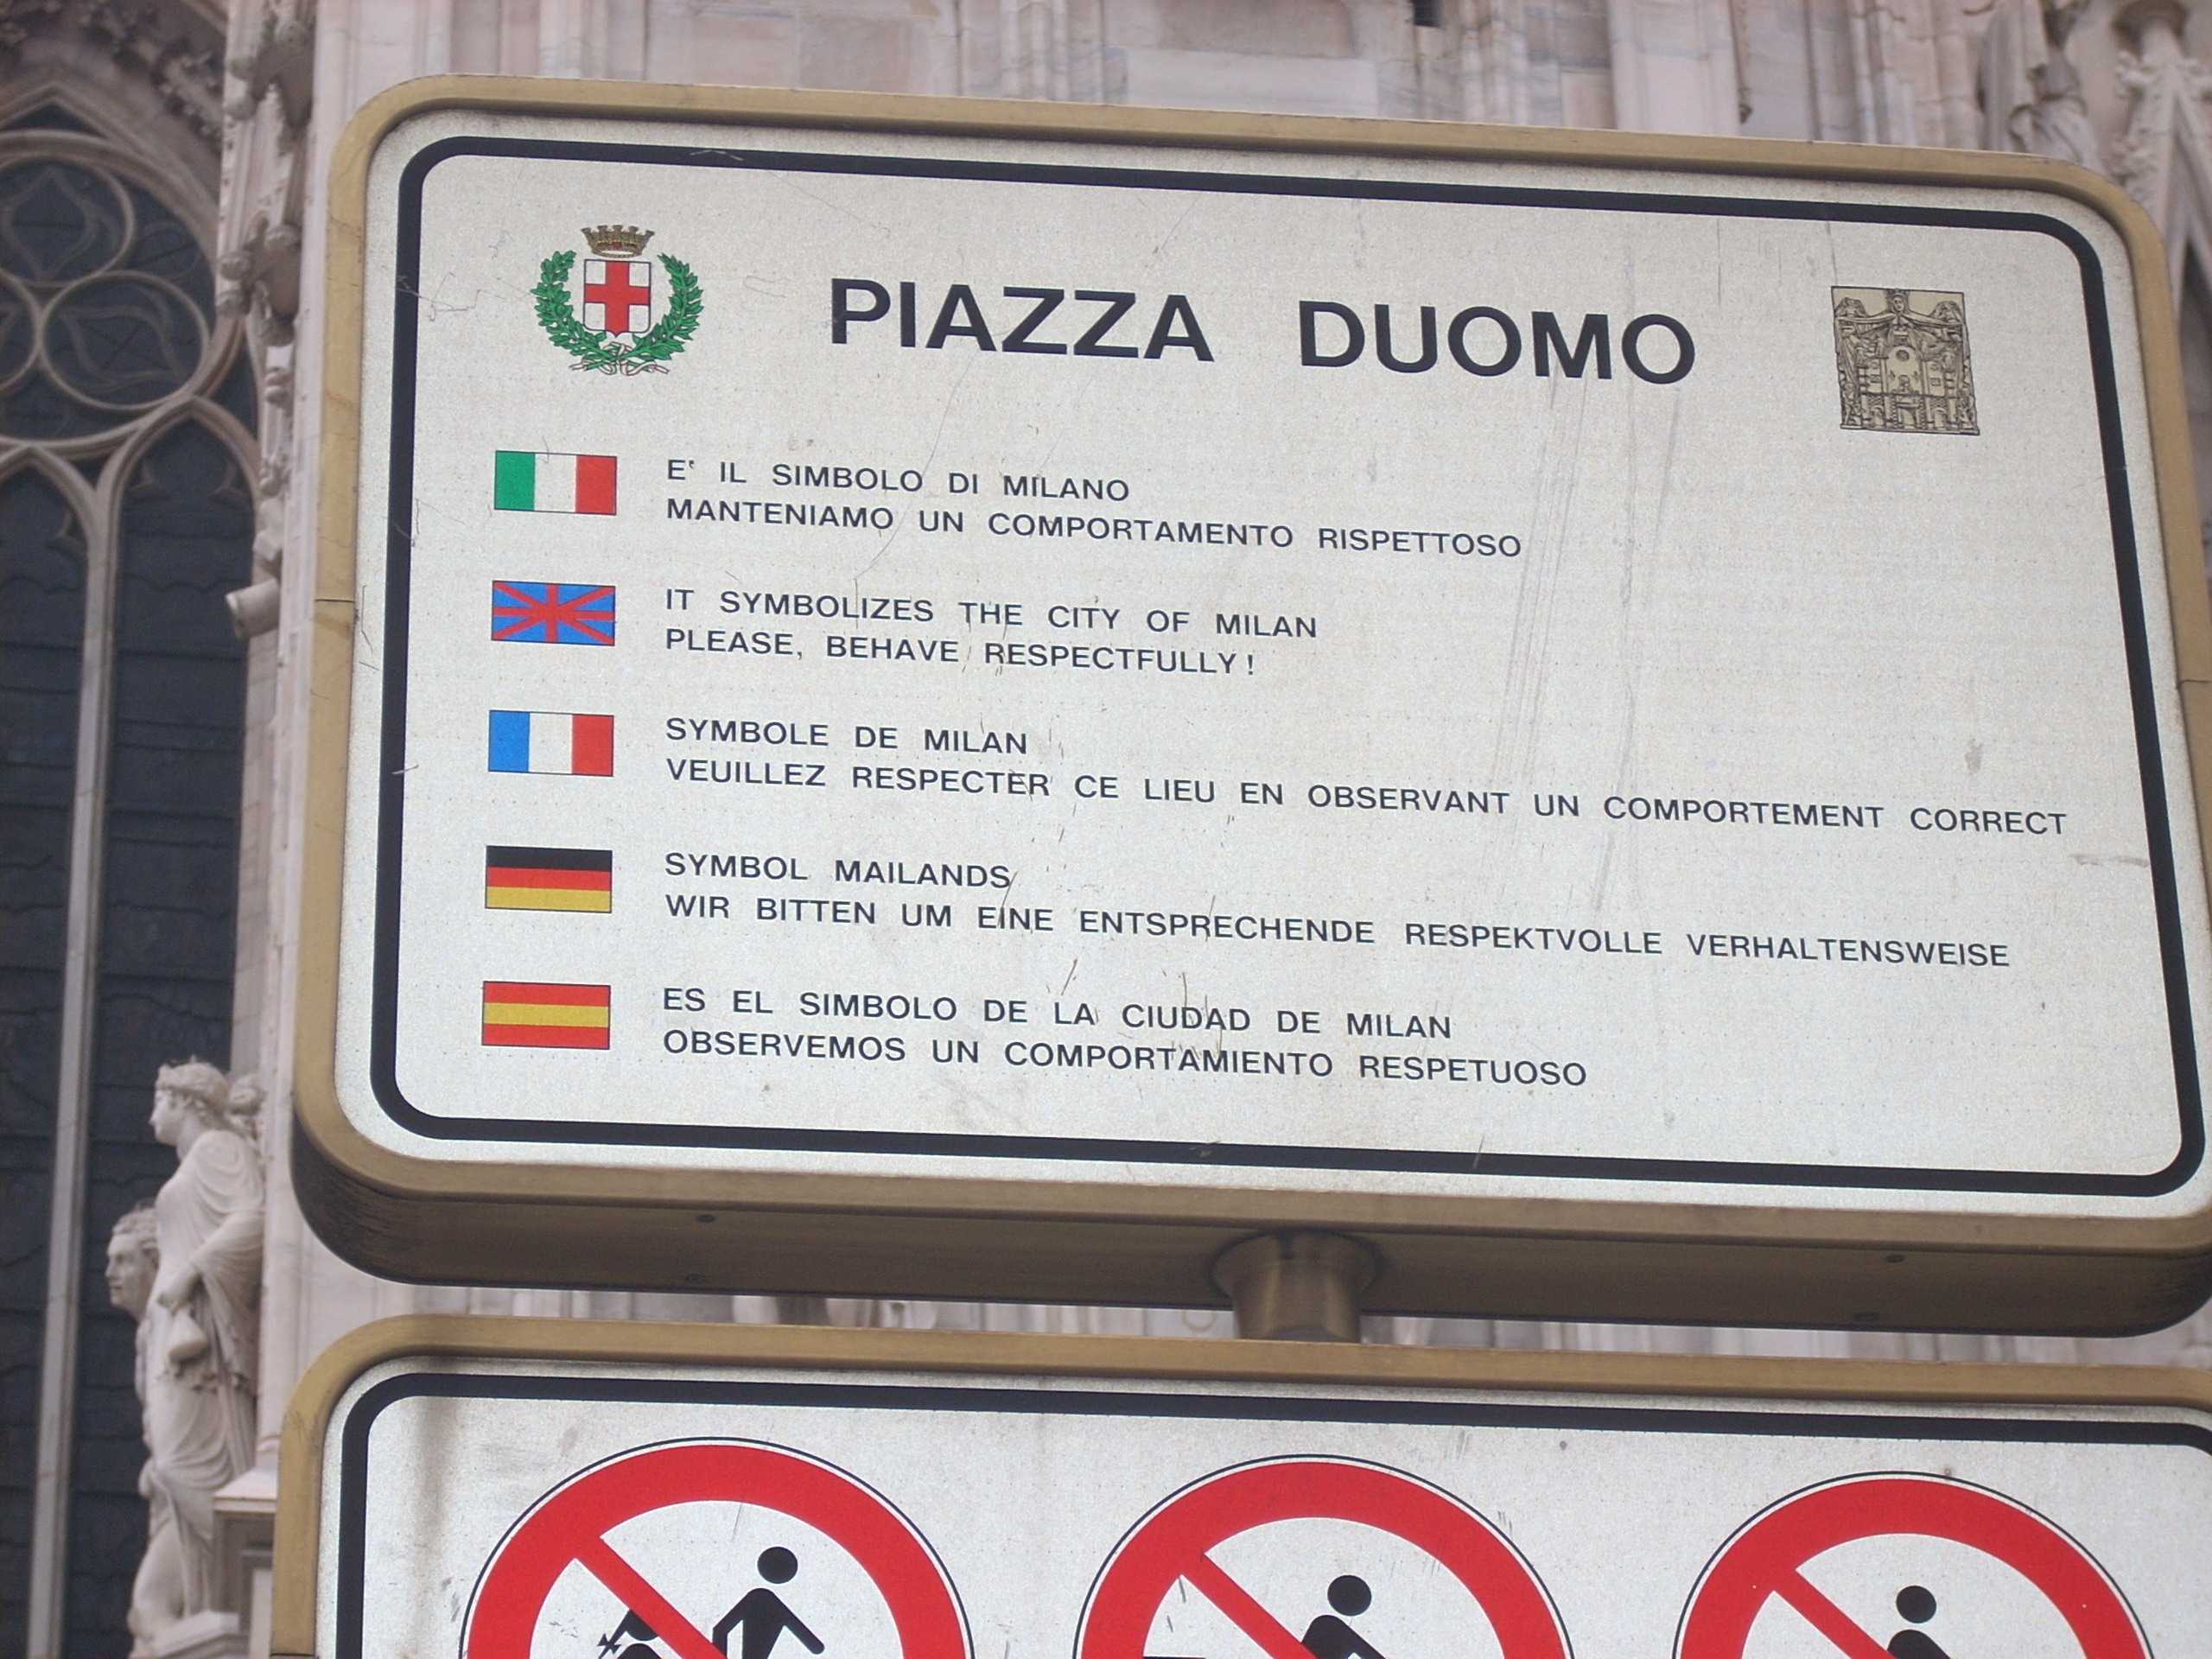 PIAZZA DUOMO
E' IL SIMBOLO DI MILANO
MANTENIAMO UN COMPORTAMENTO RISPETTOSO
IT SYMBOLIZES THE CITY OF MILAN
PLEASE, BEHAVE RESPECTFULLY!
SYMBOLE DE MILAN
VEUILLEZ RESPECTER CE LIEU EN OBSERVANT UN COMPORTEMENT CORRECT
SYMBOL MAILANDS
WIR BITTEN UM EINE ENTSPRECHENDE RESPEKTVOLLE VERHALTENSWEISE
ES EL SIMBOLO DE LA CIUDAD DE MILAN
OBSERVEMOS UN COMPORTAMIENTO RESPETUOSO